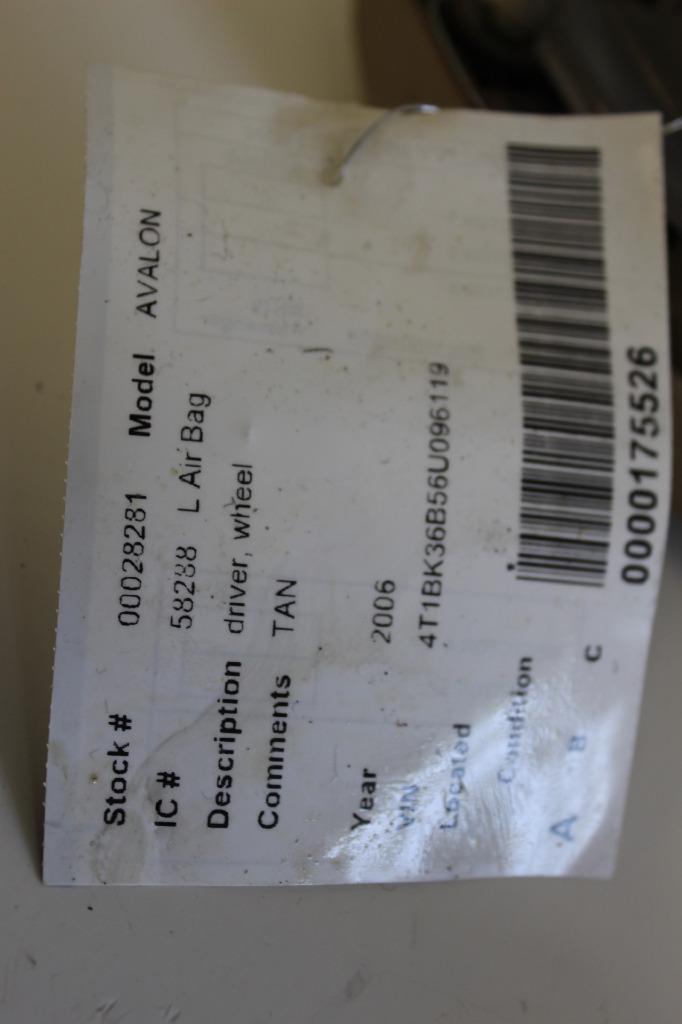 Stock # 00028281 Model AVALON
IC # 58288 L Air Bag
Description driver, wheel
Comments TAN
Year 2006
VIN 4T1BK36B56U096119
Located
Condition
A B C
0000175526